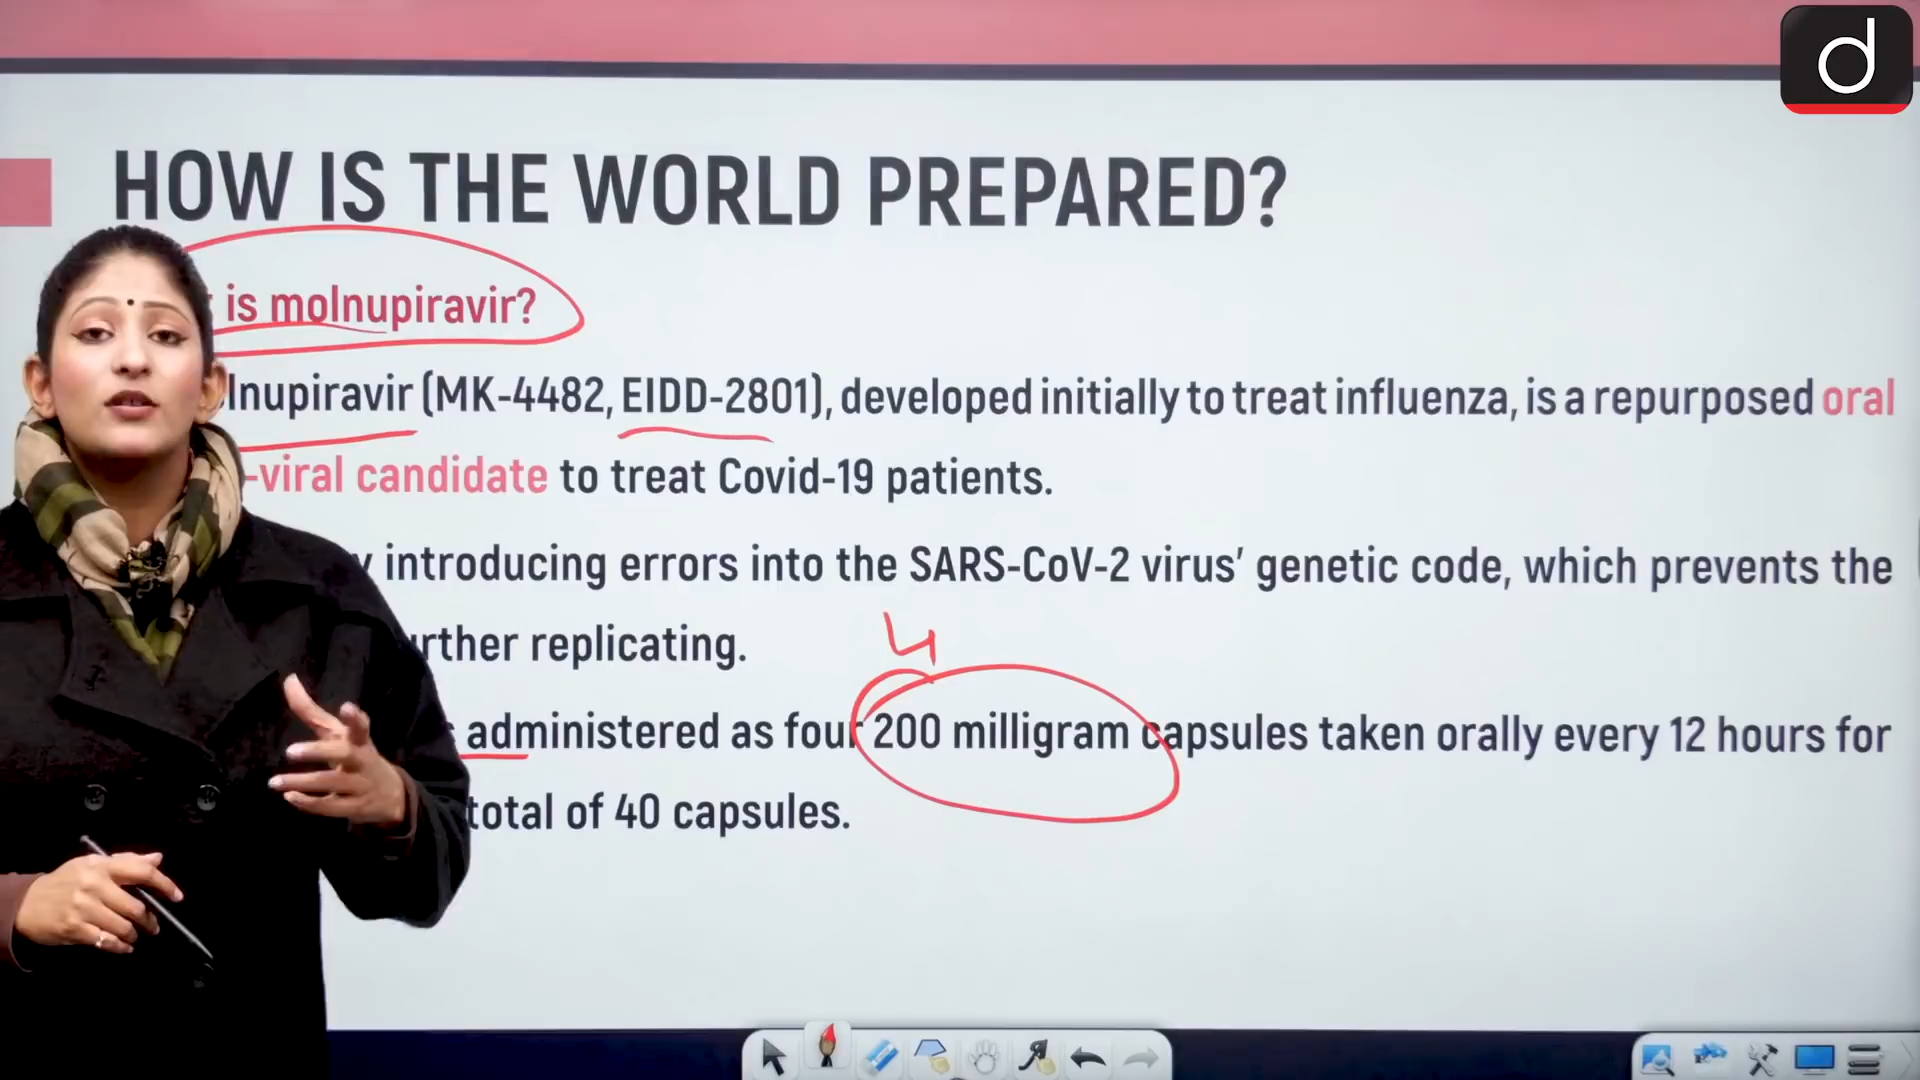 d
HOW IS THE WORLD PREPARED?
is molnupiravir?
lnupiravir (MK-4482, EIDD-2801), developed initially to treat influenza, is a repurposed oral
-viral candidate to treat Covid-19 patients.
y introducing errors into the SARS-CoV-2 virus' genetic code, which prevents the
rther replicating.
4
administered as four 200 milligram capsules taken orally every 12 hours for
total of 40 capsules.